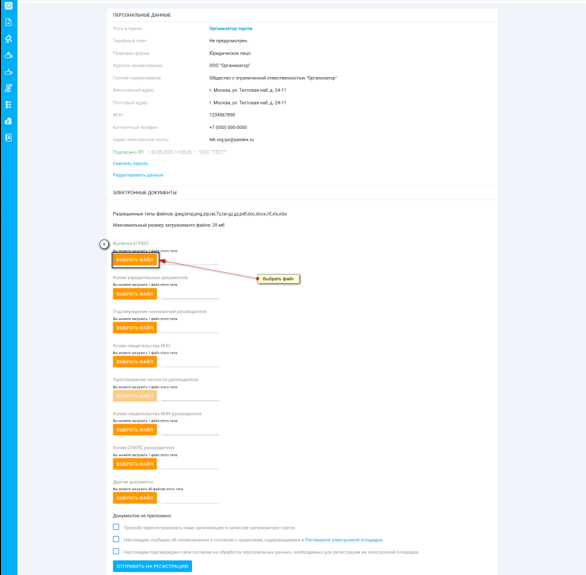 ПЕРСОНАЛЬНЫЕ ДАННЫЕ
Роль в торгах
Организатор торгов
Тарифный план
Не предусмотрен.
Правовая форма
Юридическое лицо
Краткое наименование
ООО "Организатор"
Полное наименование
Общество с ограниченной ответственностью "Организатор"
Фактический адрес
г. Москва, ул. Тестовая наб, д. 24-11
Почтовый адрес
г. Москва, ул. Тестовая наб, д. 24-11
ИНН
1234567890
Контактный телефон
+7 (000) 000-0000
Адрес электронной почты
tek-org-jur@yandex.ru
Подписано ЭП • 30.05.2023 14:26:25 • "ООО "ТЕСТ""
Сменить пароль
Редактировать данные
ЭЛЕКТРОННЫЕ ДОКУМЕНТЫ
Разрешенные типы файлов: jpeg,bmp,png,zip,rar,7z,tar,gz,gz,pdf,doc,docx,rtf,xls,xlsx
Максимальный размер загружаемого файла: 20 мб
1
Выписка ЕГРЮЛ
Вы можете загрузить 1 файл этого типа
ВЫБРАТЬ ФАЙЛ
Выбрать файл
Копии учредительных документов
Вы можете загрузить 1 файл этого типа
ВЫБРАТЬ ФАЙЛ
Подтверждение полномочий руководителя
Вы можете загрузить 1 файл этого типа
ВЫБРАТЬ ФАЙЛ
Копия свидетельства ИНН
Вы можете загрузить 1 файл этого типа
ВЫБРАТЬ ФАЙЛ
Удостоверение личности руководителя
Вы можете загрузить 1 файл этого типа
ВЫБРАТЬ ФАЙЛ
Копия свидетельства ИНН руководителя
Вы можете загрузить 1 файл этого типа
ВЫБРАТЬ ФАЙЛ
Копия СНИЛС руководителя
Вы можете загрузить 1 файл этого типа
ВЫБРАТЬ ФАЙЛ
Другие документы
Вы можете загрузить 40 файлов этого типа
ВЫБРАТЬ ФАЙЛ
Документов не приложено
Просьба зарегистрировать нашу организацию в качестве организатора торгов
Настоящим сообщаю об ознакомлении и согласии с правилами, содержащимися в Регламенте электронной площадки
Настоящим подтверждаю свое согласие на обработку персональных данных, необходимых для регистрации на электронной площадке
ОТПРАВИТЬ НА РЕГИСТРАЦИЮ